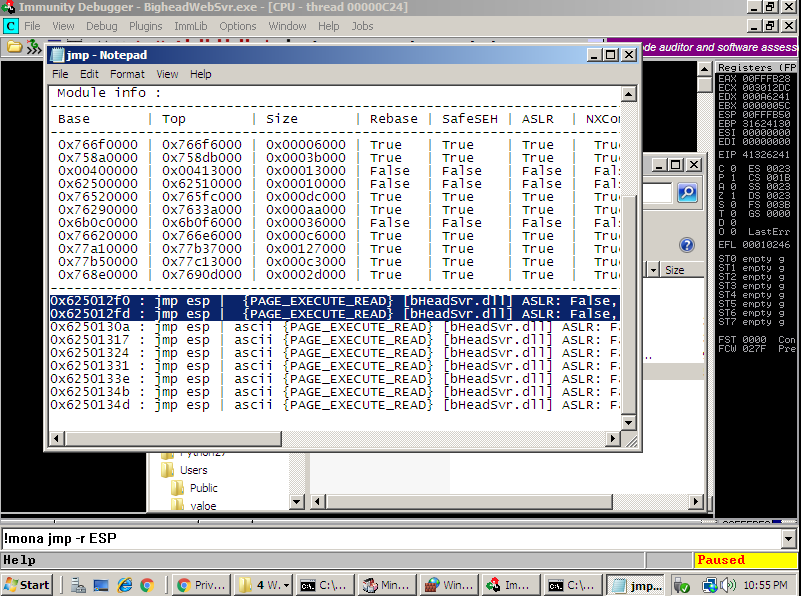 Immunity Debugger - BigheadWebSvr.exe - [CPU - thread 00000C24]
File View Debug Plugins ImmLib Options Window Help Jobs
de auditor and software assess
jmp - Notepad
File Edit Format View Help
Module info :
Base | Top | Size | Rebase | SafeSEH | ASLR | NXCom
0x766f0000 | 0x766f6000 | 0x00006000 | True | True | True | Tru
0x758a0000 | 0x758db000 | 0x0003b000 | True | True | True | Tru
0x00400000 | 0x00413000 | 0x00013000 | False | False | False | Fal
0x62500000 | 0x62510000 | 0x00010000 | False | False | False | Fal
0x76520000 | 0x765fc000 | 0x000dc000 | True | True | True | Tru
0x76290000 | 0x7633a000 | 0x000aa000 | True | True | True | Tru
0x6b0c0000 | 0x6b0f6000 | 0x00036000 | False | False | False | Fal
0x76620000 | 0x766e6000 | 0x000c6000 | True | True | True | Tru
0x77a10000 | 0x77b37000 | 0x00127000 | True | True | True | Tru
0x77b50000 | 0x77c13000 | 0x000c3000 | True | True | True | Tru
0x768e0000 | 0x7690d000 | 0x0002d000 | True | True | True | Tru
0x625012f0 : jmp esp | {PAGE_EXECUTE_READ} [bHeadSvr.dll] ASLR: False,
0x625012fd : jmp esp | {PAGE_EXECUTE_READ} [bHeadSvr.dll] ASLR: False,
0x6250130a : jmp esp | ascii {PAGE_EXECUTE_READ} [bHeadSvr.dll] ASLR: Fa
0x62501317 : jmp esp | ascii {PAGE_EXECUTE_READ} [bHeadSvr.dll] ASLR: Fa
0x62501324 : jmp esp | ascii {PAGE_EXECUTE_READ} [bHeadSvr.dll] ASLR: Fa
0x62501331 : jmp esp | ascii {PAGE_EXECUTE_READ} [bHeadSvr.dll] ASLR: Fa
0x6250133e : jmp esp | ascii {PAGE_EXECUTE_READ} [bHeadSvr.dll] ASLR: Fa
0x6250134b : jmp esp | ascii {PAGE_EXECUTE_READ} [bHeadSvr.dll] ASLR: Fa
0x6250134d : jmp esp | ascii {PAGE_EXECUTE_READ} [bHeadSvr.dll] ASLR: Fa
Registers (FP
EAX 00FFFB28
ECX 003012DC
EDX 000A6241
EBX 0000005C
ESP 00FFFB50
EBP 31624130
ESI 00000000
EDI 00000000
EIP 41326241
C 0 ES 0023
P 1 CS 001B
A 0 SS 0023
Z 1 DS 0023
S 0 FS 003B
T 0 GS 0000
D 0
O 0 LastErr
EFL 00010246
ST0 empty g
ST1 empty g
ST2 empty g
ST3 empty g
ST4 empty g
ST5 empty g
ST6 empty g
ST7 empty g
FST 0000 Con
FCW 027F Pre
Size
Python27
Users
Public
valoe
!mona jmp -r ESP
Help
Paused
Start
Priv...
4 W.
C:\...
Min...
Win...
Im...
C:\...
jmp...
10:55 PM